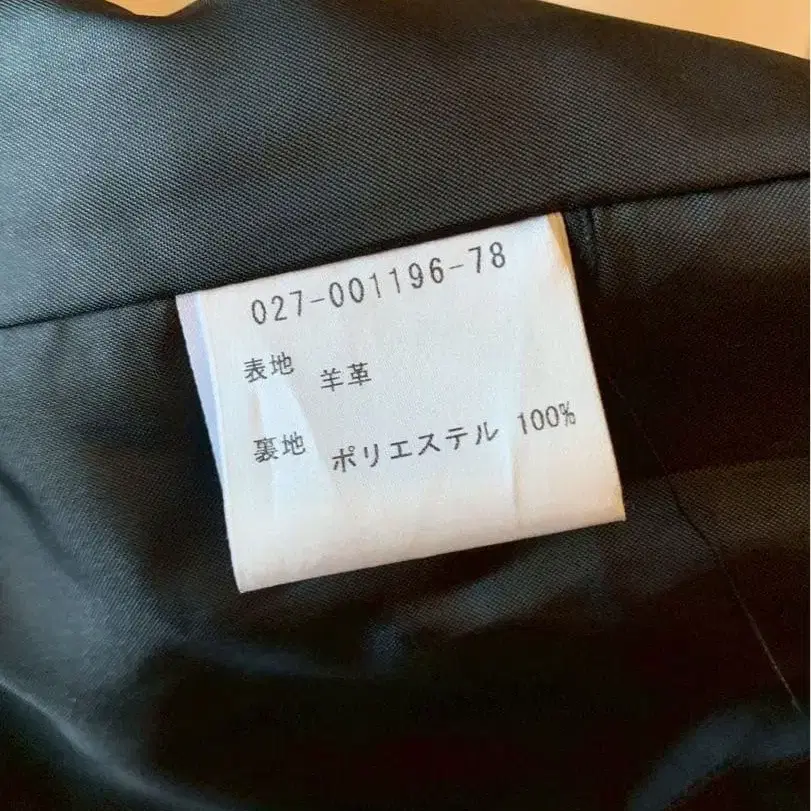 027-001196-78
表地 羊革
裏地 ポリエステル 100%